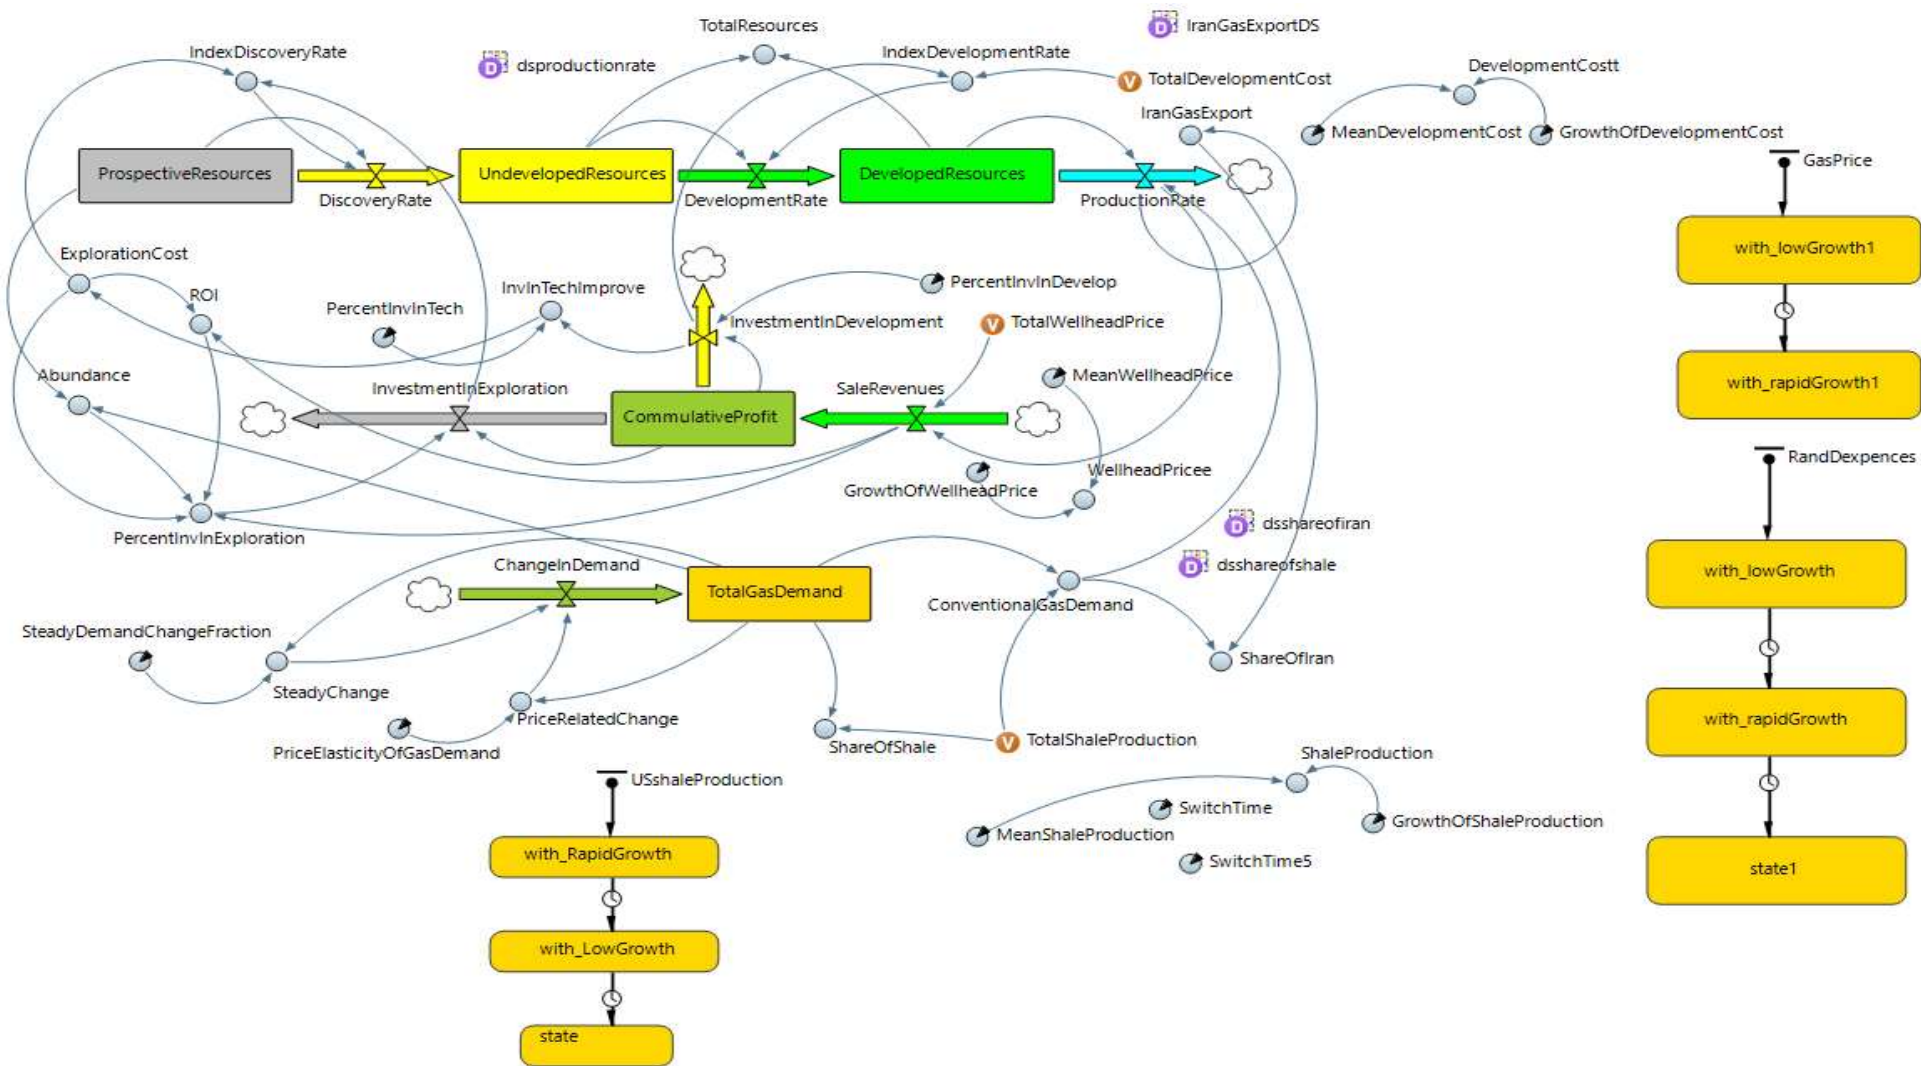 TotalResources
IranGasExportDS
IndexDiscoveryRate
dsproductionrate
IndexDevelopmentRate
TotalDevelopmentCost
DevelopmentCostt
IranGasExport
MeanDevelopmentCost
GrowthOfDevelopmentCost
GasPrice
ProspectiveResources
UndevelopedResources
DevelopedResources
DiscoveryRate
DevelopmentRate
ProductionRate
with_lowGrowth1
ExplorationCost
ROI
InvInTechImprove
PercentInvInDevelop
PercentInvInTech
InvestmentInDevelopment
TotalWellheadPrice
Abundance
InvestmentInExploration
SaleRevenues
MeanWellheadPrice
with_rapidGrowth1
CommulativeProfit
WellheadPricee
RandDexpences
GrowthOfWellheadPrice
PercentInvInExploration
dsshareofiran
ChangeInDemand
dsshareofshale
with_lowGrowth
TotalGasDemand
ConventionalGasDemand
SteadyDemandChangeFraction
ShareOfIran
SteadyChange
PriceRelatedChange
with_rapidGrowth
PriceElasticityOfGasDemand
ShareOfShale
TotalShaleProduction
ShaleProduction
USshaleProduction
SwitchTime
MeanShaleProduction
GrowthOfShaleProduction
with_RapidGrowth
SwitchTime5
state1
with_LowGrowth
state
D
D
D
D
V
V
V